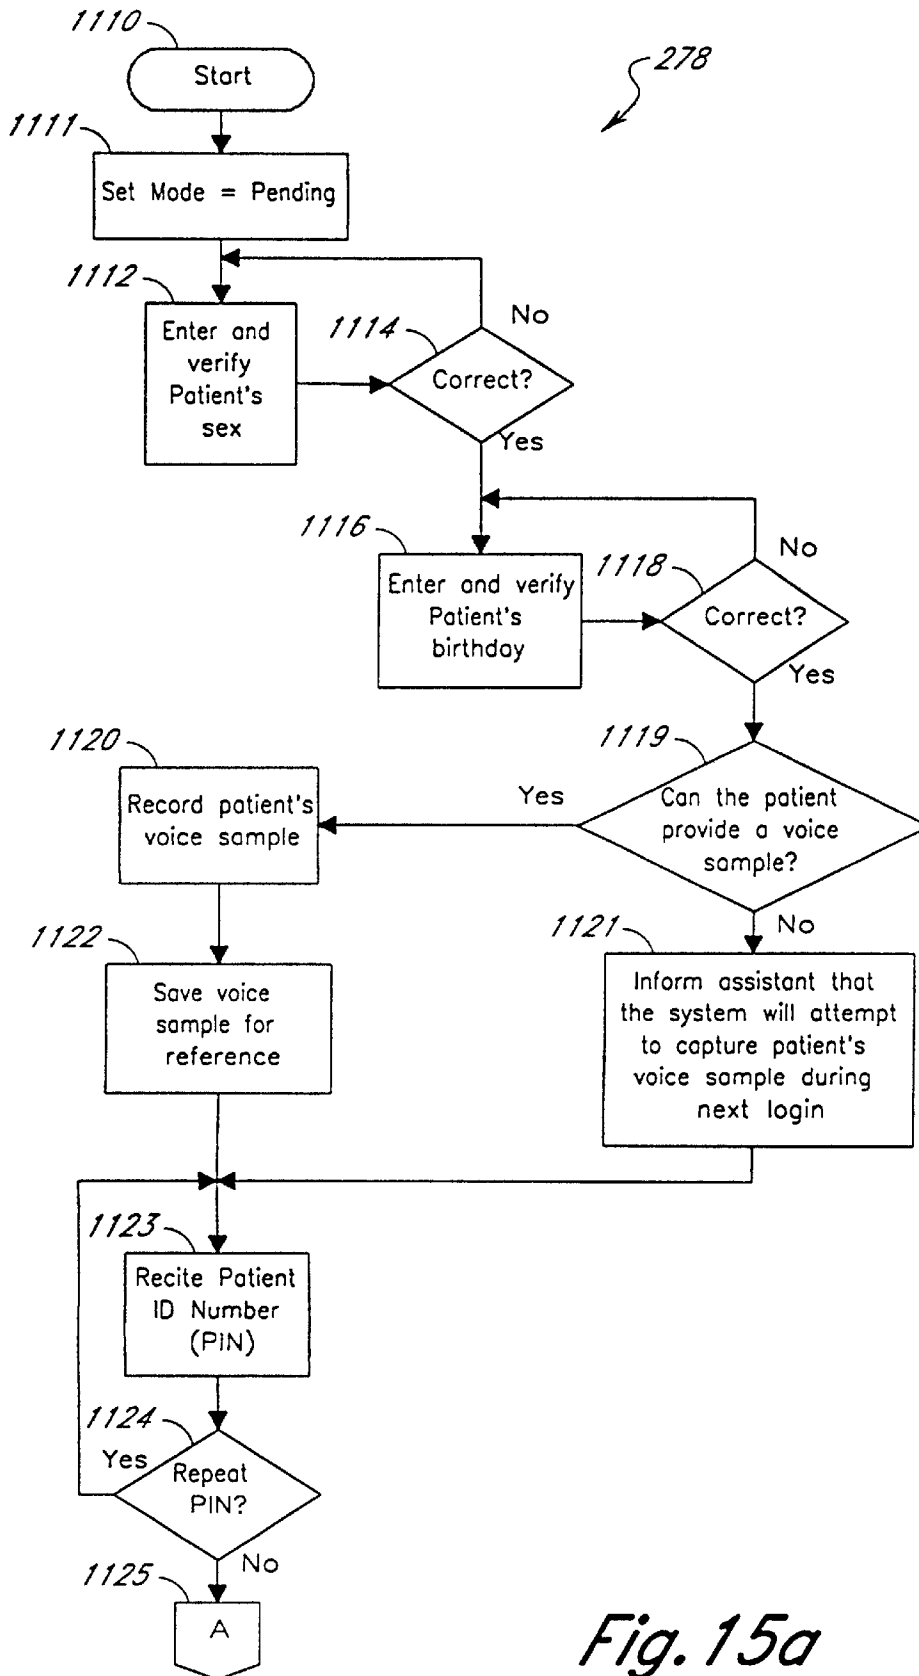 1110
Start
278
1111
Set Mode = Pending
1112
Enter and
verify
Patient's
sex
1114
Correct?
No
Yes
1116
Enter and verify
Patient's
birthday
1118
Correct?
No
Yes
1119
Can the patient
provide a voice
sample?
Yes
No
1120
Record patient's
voice sample
1122
Save voice
sample for
reference
1121
Inform assistant that
the system will attempt
to capture patient's
voice sample during
next login
1123
Recite Patient
ID Number
(PIN)
1124
Repeat
PIN?
Yes
No
1125
A
Fig. 15a